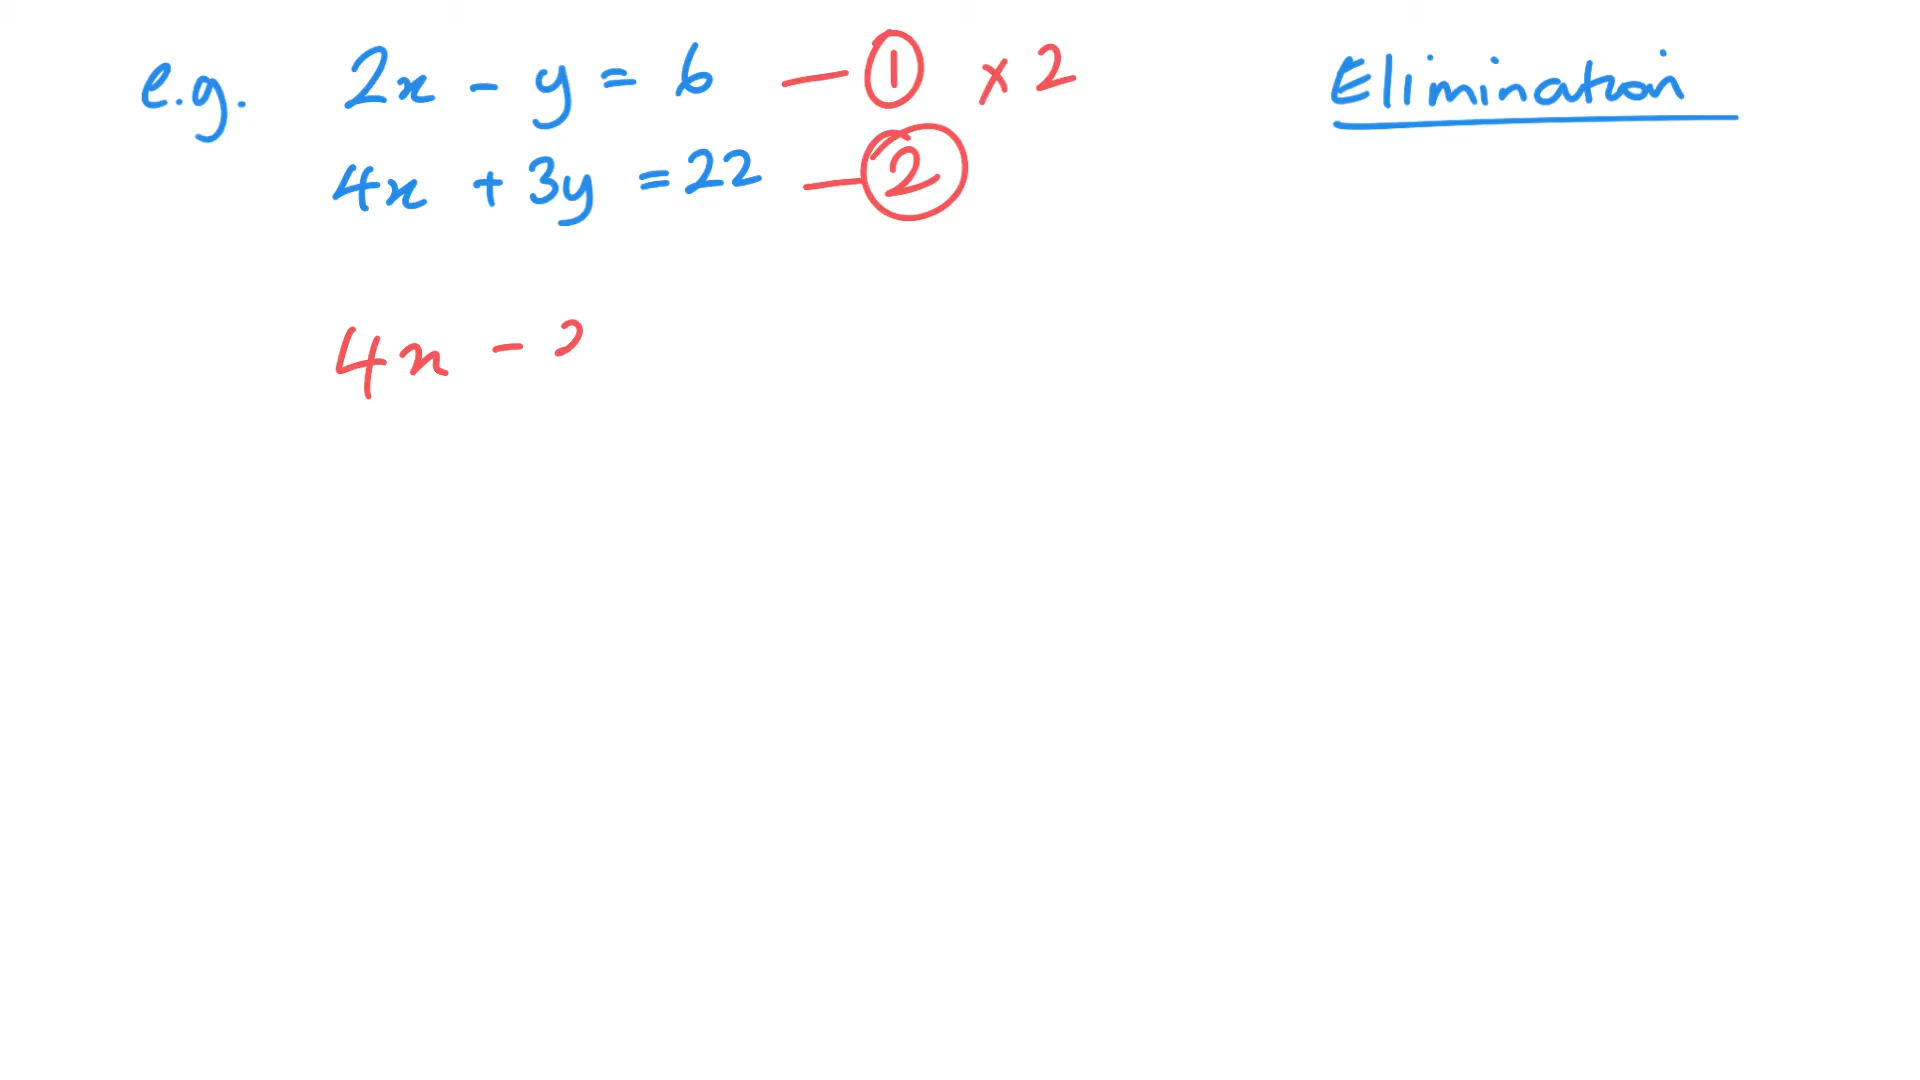 e.g. 2x - y = 6 — ① × 2
Elimination
4x + 3y = 22 — ②
4x -